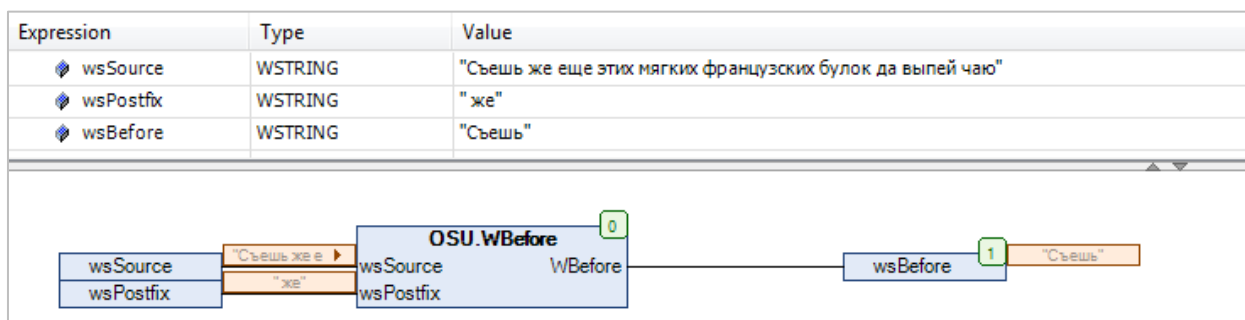 Expression Type Value
wsSource WSTRING "Съешь же еще этих мягких французских булок да выпей чаю"
wsPostfix WSTRING " же"
wsBefore WSTRING "Съешь"
0
OSU.WBefore
"Съешь же е
wsSource wsSource WBefore wsBefore 1 "Съешь"
" же"
wsPostfix wsPostfix